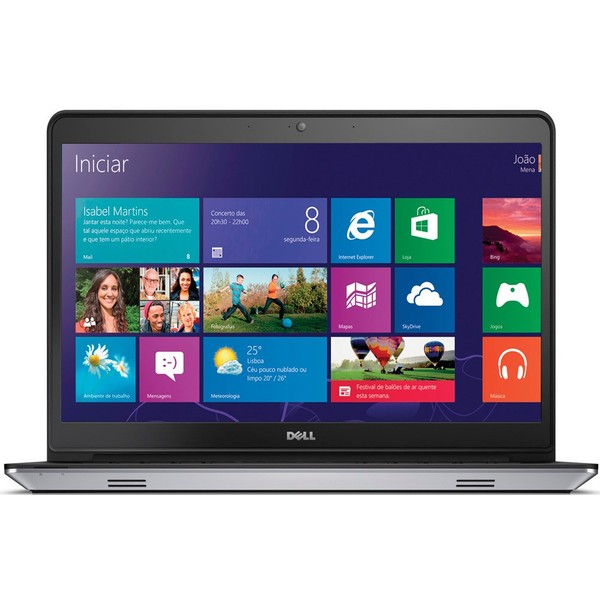 Iniciar
João
Mena
Isabel Martins
Jantar esta noite? Parece-me bem. Que
tal aquele espaço que abriu recentemente
e que tem um pátio interior?
Mail
8
Concerto das
20h30 - 22h00
8
segunda-feira
Internet Explorer
Loja
Bing
Fotografias
Mapas
SkyDrive
Jogos
Ambiente de trabalho
:-)
Mensagens
25°
Lisboa
Céu pouco nublado ou
limpo 20° / 26°
Meteorologia
Festival de balões de ar quente
esta semana.
Música
DELL